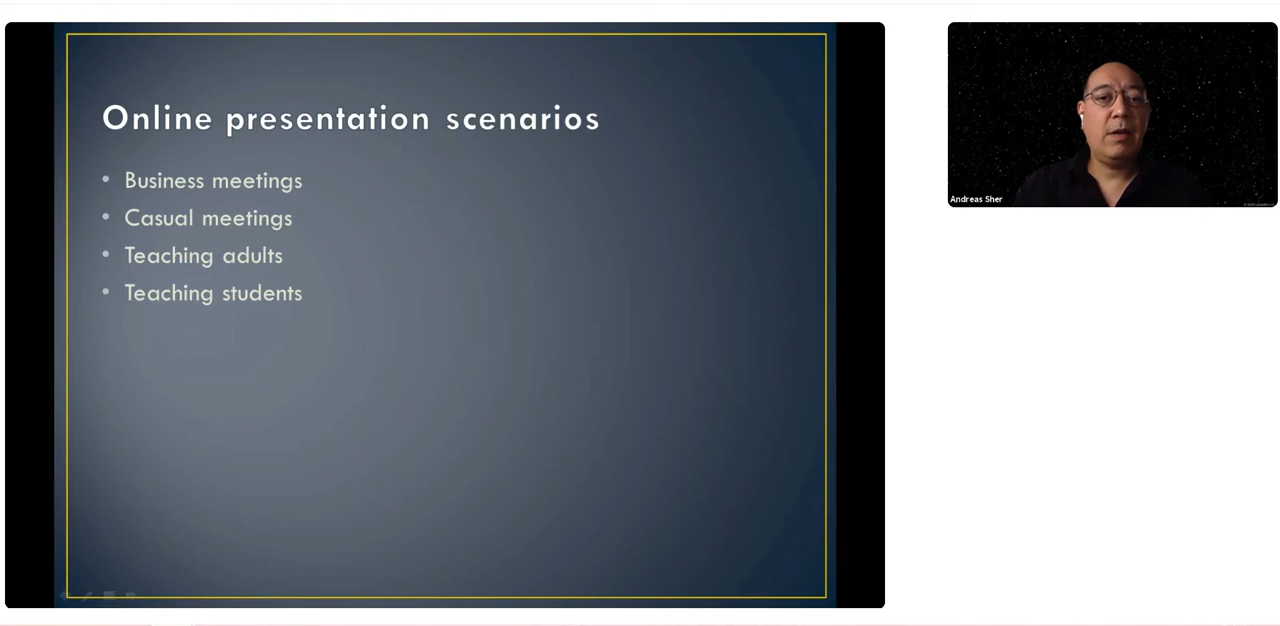 Online presentation scenarios
• Business meetings
• Casual meetings
• Teaching adults
• Teaching students
Andreas Sher